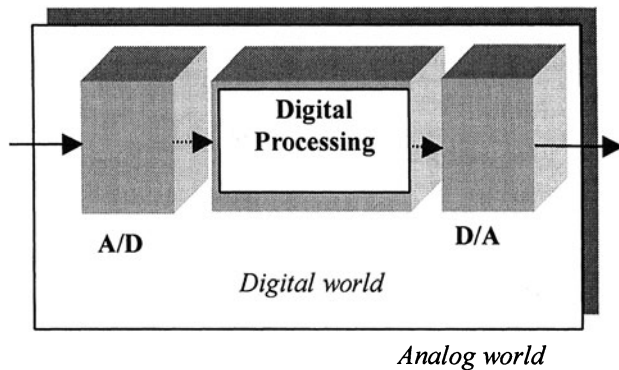 Digital
Processing
A/D
D/A
Digital world
Analog world